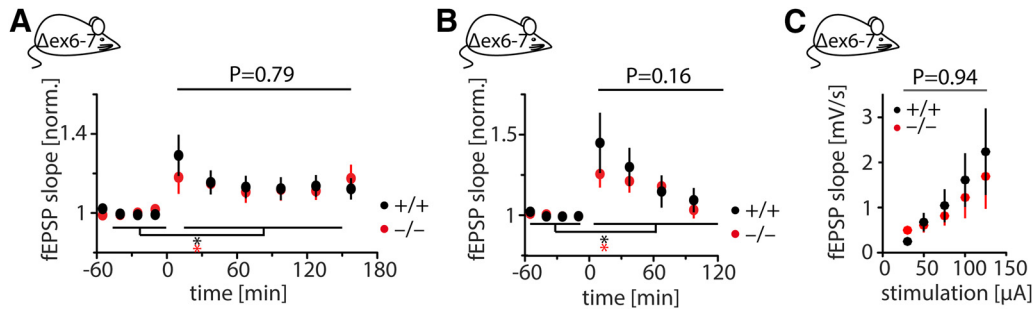 A
Δex6-7
P=0.79
fEPSP slope [norm.]
1.4
1
+/+
–/–
*
*
-60
0
60
120
180
time [min]
B
Δex6-7
P=0.16
fEPSP slope [norm.]
1.5
1
+/+
–/–
*
*
-60
0
60
120
time [min]
C
Δex6-7
P=0.94
fEPSP slope [mV/s]
+/+
–/–
3
2
1
0
0
50
100
150
stimulation [µA]